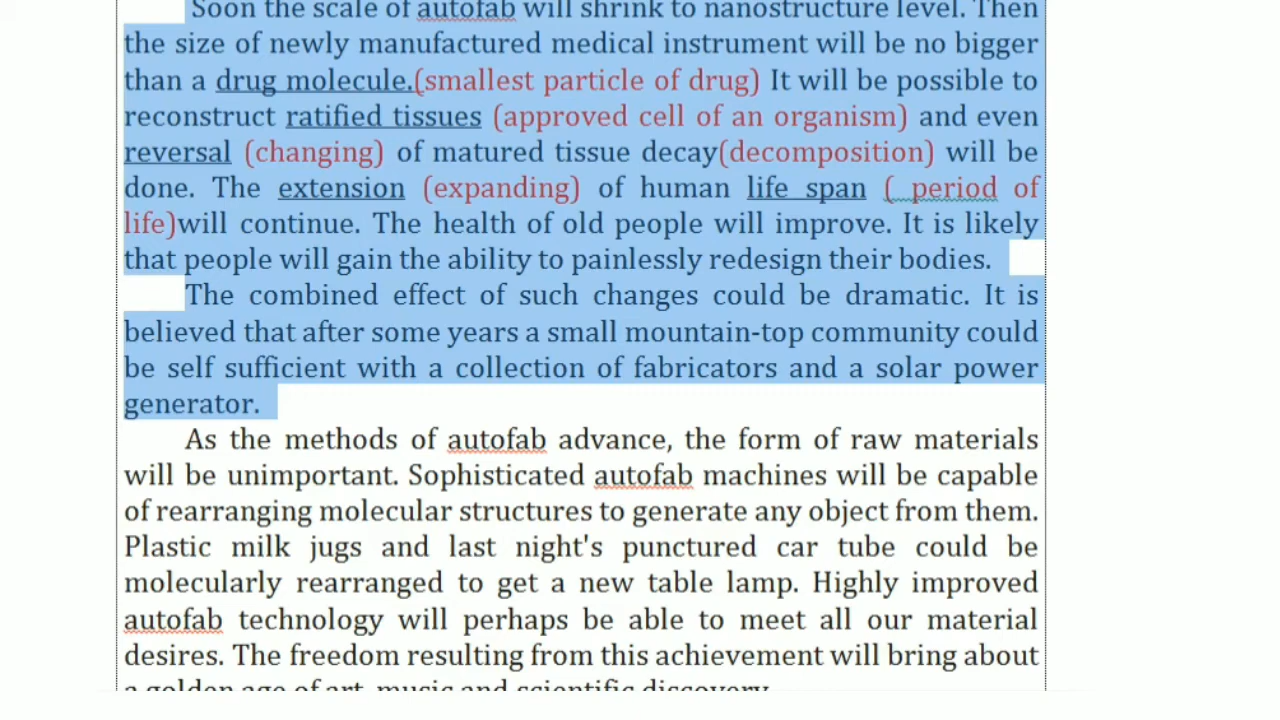 Soon the scale of autofab will shrink to nanostructure level. Then
the size of newly manufactured medical instrument will be no bigger
than a drug molecule.(smallest particle of drug) It will be possible to
reconstruct ratified tissues (approved cell of an organism) and even
reversal (changing) of matured tissue decay(decomposition) will be
done. The extension (expanding) of human life span ( period of
life)will continue. The health of old people will improve. It is likely
that people will gain the ability to painlessly redesign their bodies.
The combined effect of such changes could be dramatic. It is
believed that after some years a small mountain-top community could
be self sufficient with a collection of fabricators and a solar power
generator.
As the methods of autofab advance, the form of raw materials
will be unimportant. Sophisticated autofab machines will be capable
of rearranging molecular structures to generate any object from them.
Plastic milk jugs and last night's punctured car tube could be
molecularly rearranged to get a new table lamp. Highly improved
autofab technology will perhaps be able to meet all our material
desires. The freedom resulting from this achievement will bring about
a golden age of art, music and scientific discovery.